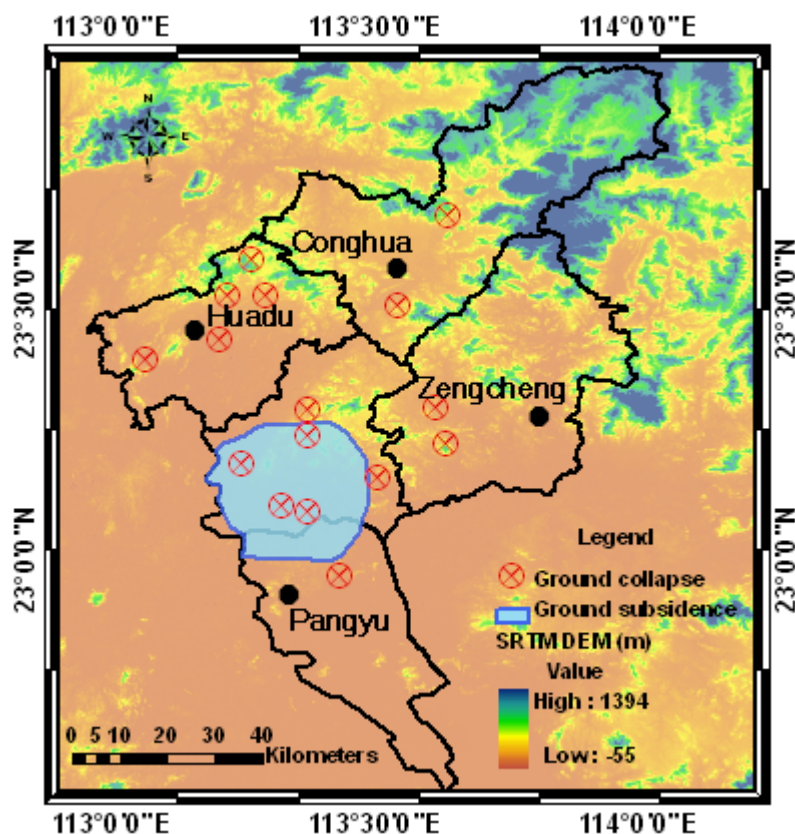 113°0'0"E 113°30'0"E 114°0'0"E
N
W E
S
Conghua
23°30'0"N 23°30'0"N
Huadu
Zengcheng
23°0'0"N 23°0'0"N
Legend
Ground collapse
Ground subsidence
Pangyu
SRTM DEM (m)
Value
High : 1394
Low : -55
0 5 10 20 30 40
Kilometers
113°0'0"E 113°30'0"E 114°0'0"E